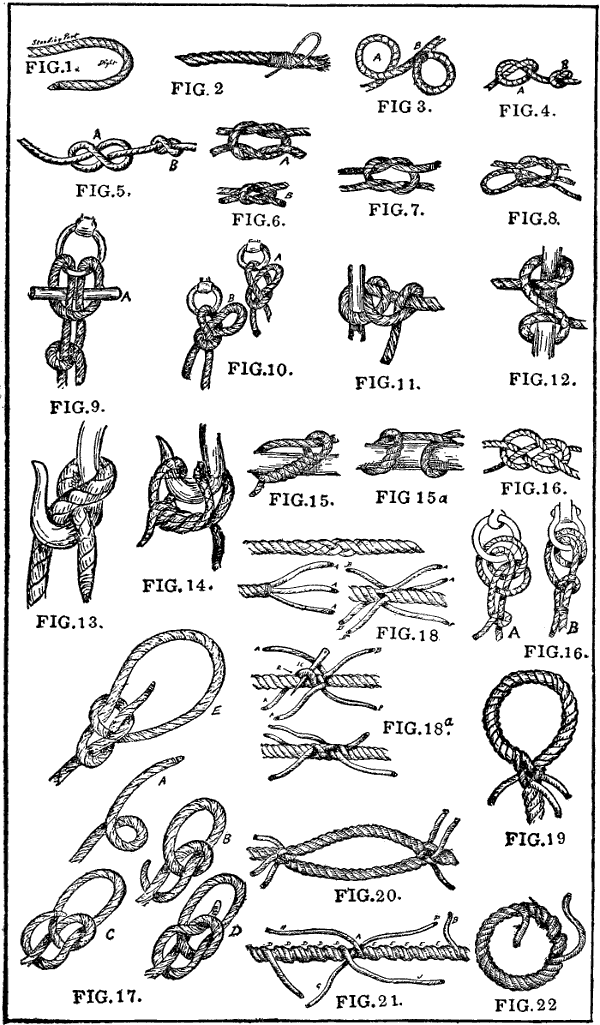 Standing Part
Bight
FIG.1.
FIG. 2
A
B
FIG 3.
A
B
FIG.4.
A
B
FIG.5,
A
B
FIG.6.
FIG.7.
FIG.8.
A
FIG.9.
A
B
FIG.10.
FIG.11.
FIG.12.
FIG.13.
FIG.14.
FIG.15.
FIG 15a
FIG.16.
A
A
A
FIG.18
A
B
FIG.16.
FIG.18a.
E
A
B
C
D
FIG.17.
FIG.19
FIG.20.
A
D
B
C
FIG.21.
FIG.22